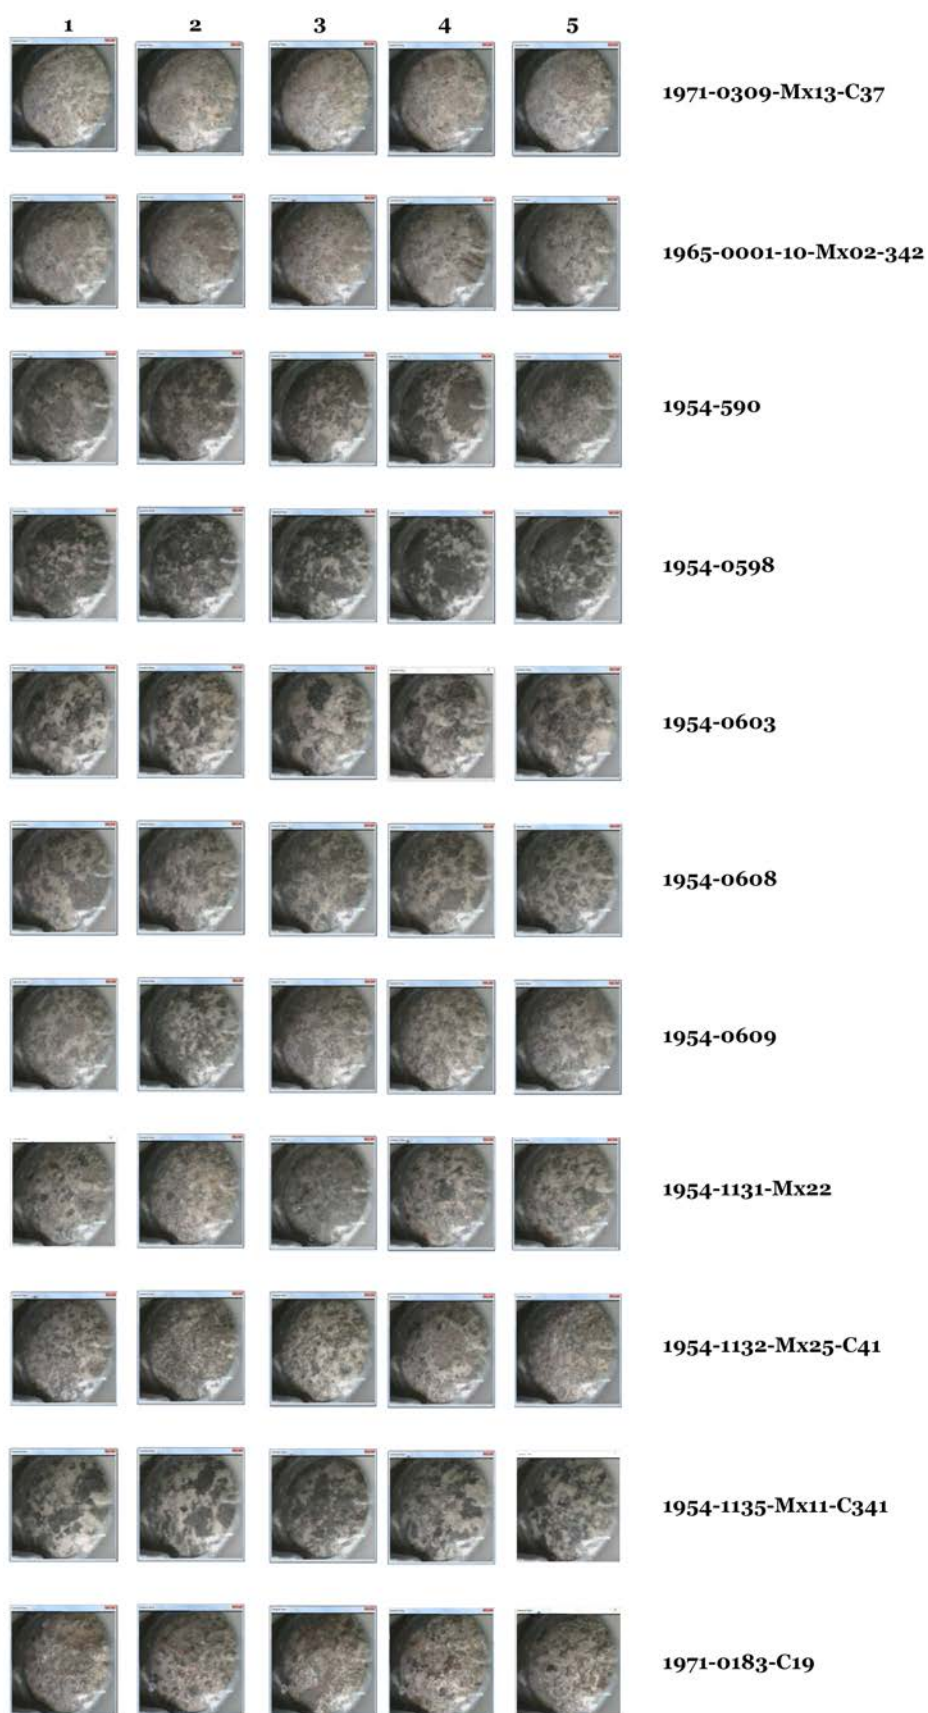 1 2 3 4 5
1971-0309-Mx13-C37
1965-0001-10-Mx02-342
1954-590
1954-0598
1954-0603
1954-0608
1954-0609
1954-1131-Mx22
1954-1132-Mx25-C41
1954-1135-Mx11-C341
1971-0183-C19